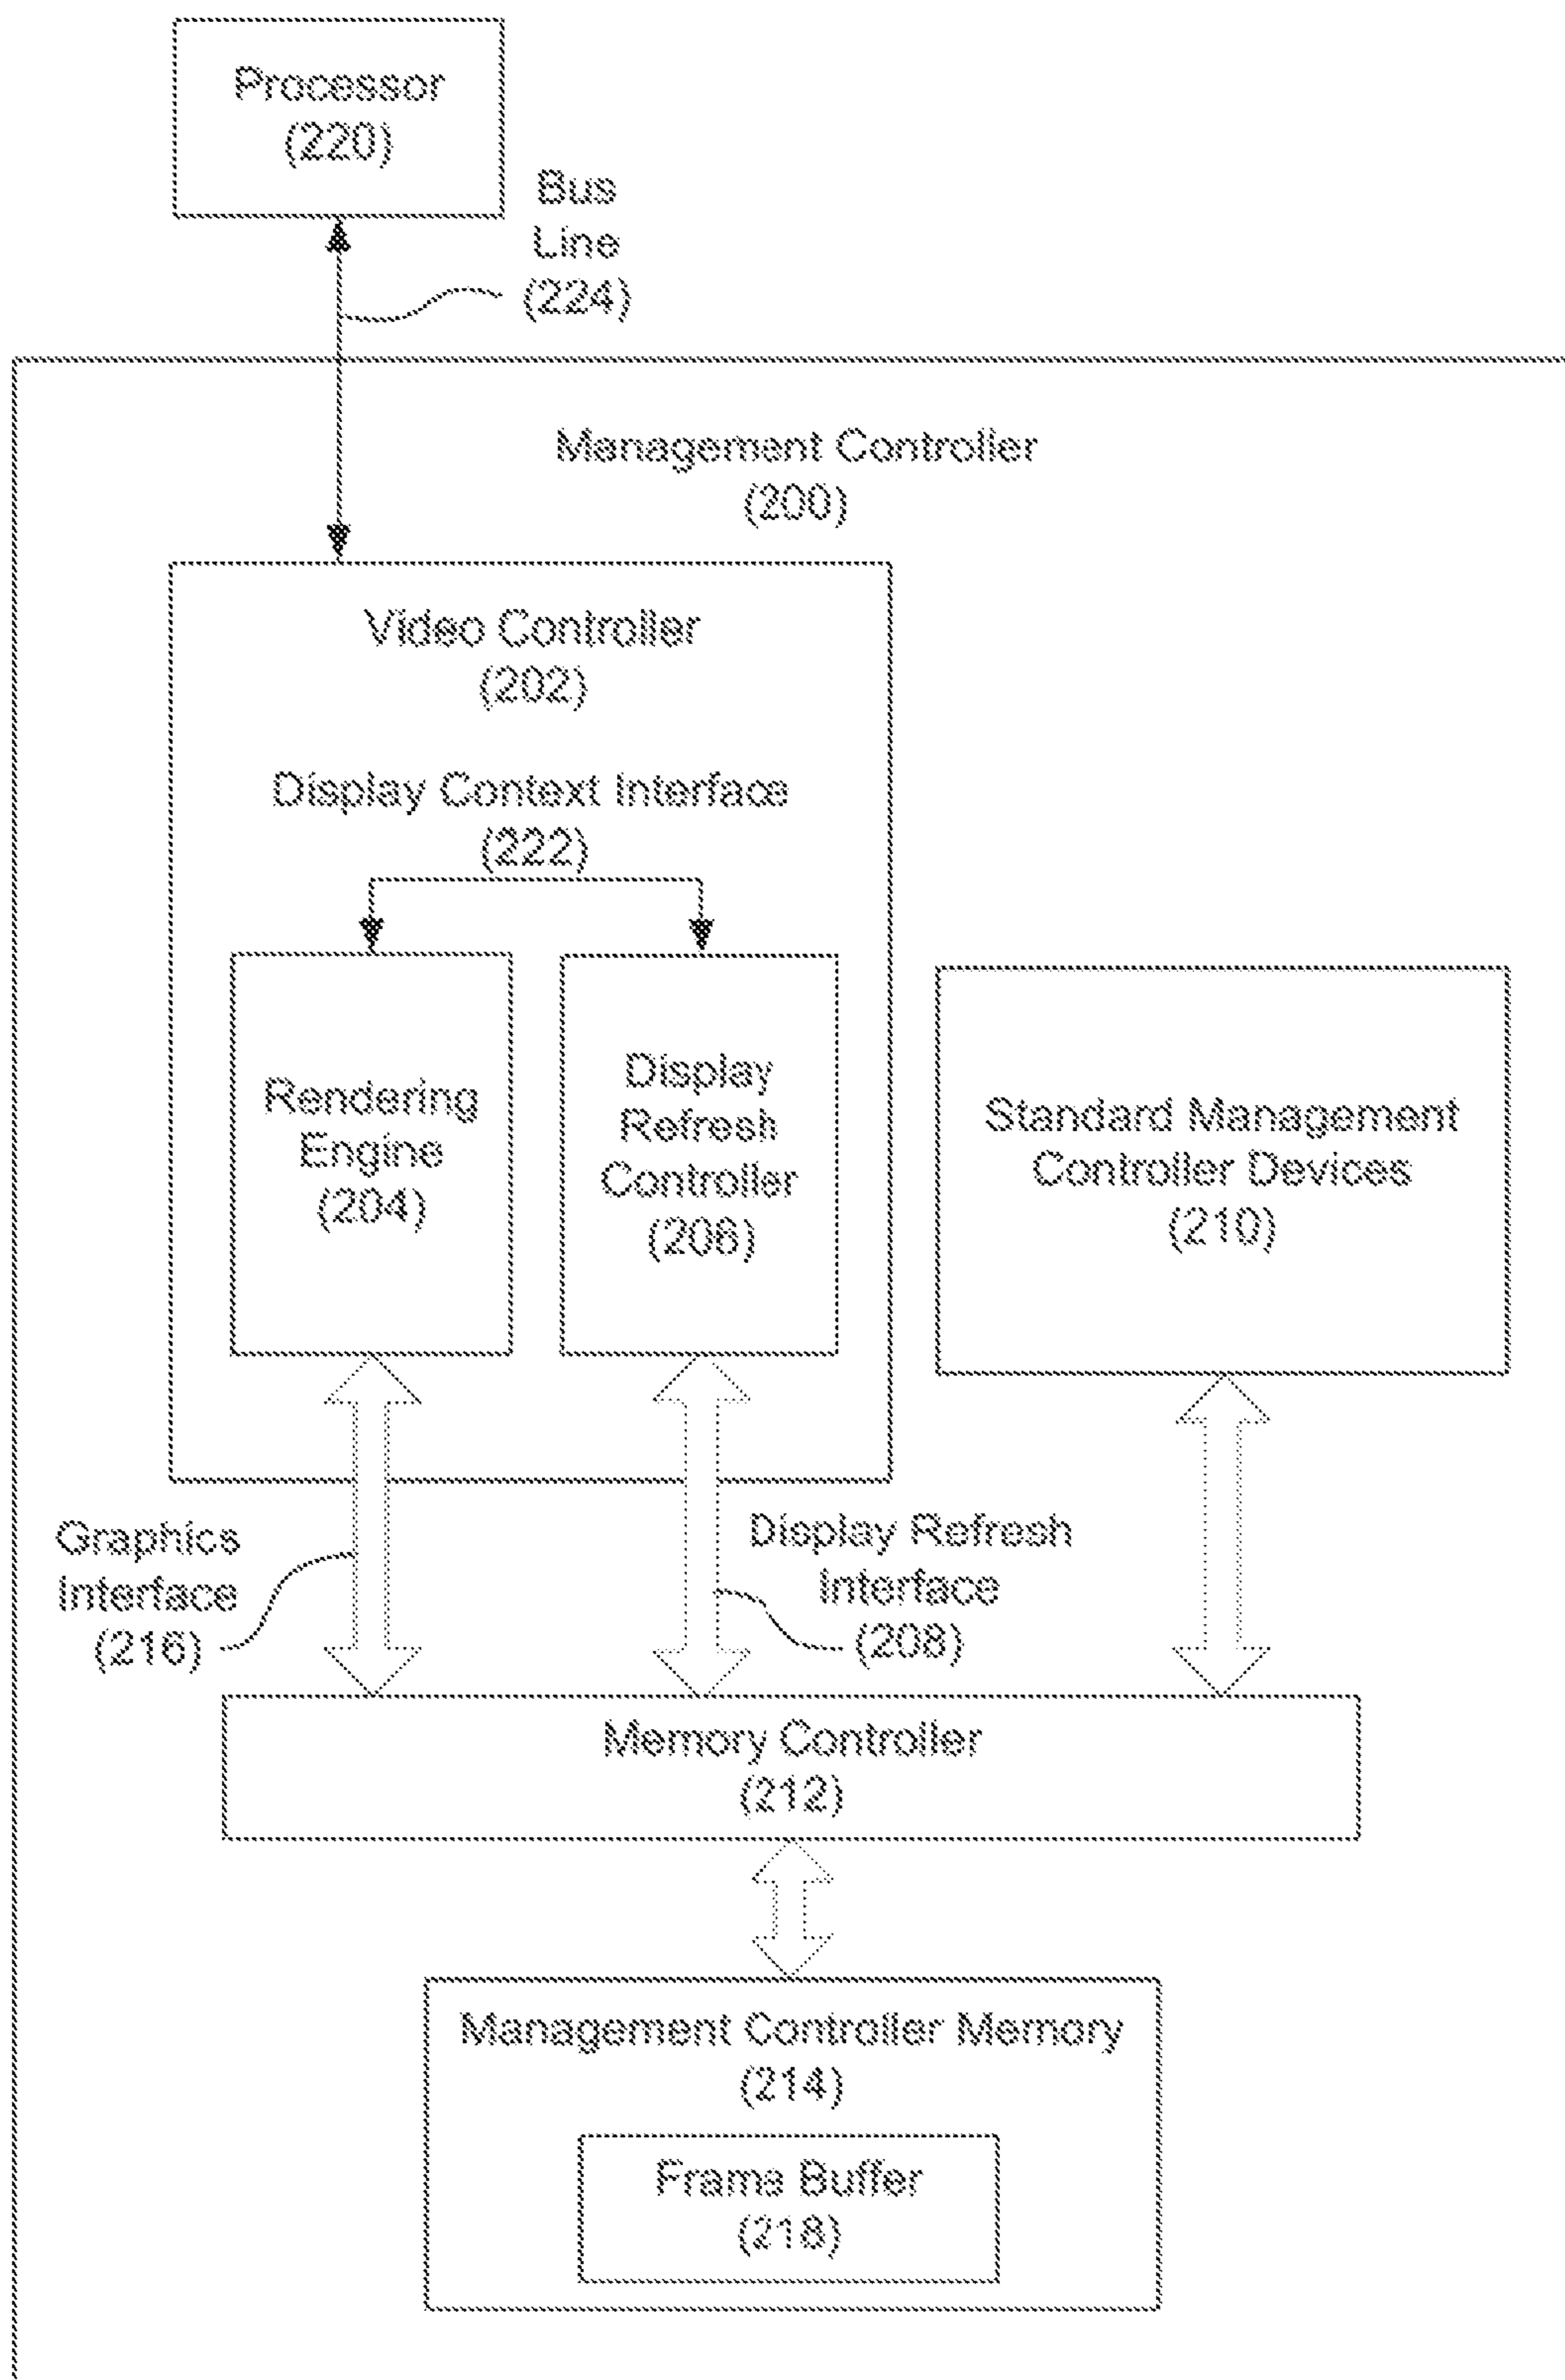 Processor
(220)
Bus
Line
(224)
Management Controller
(200)
Video Controller
(202)
Display Context Interface
(222)
Rendering
Engine
(204)
Display
Refresh
Controller
(206)
Standard Management
Controller Devices
(210)
Graphics
Interface
(216)
Display Refresh
Interface
(208)
Memory Controller
(212)
Management Controller Memory
(214)
Frame Buffer
(218)